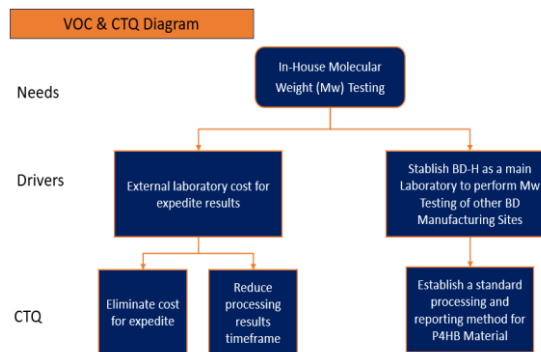 VOC & CTQ Diagram
Needs
In-House Molecular
Weight (Mw) Testing
Drivers
External laboratory cost for
expedite results
Stablish BD-H as a main
Laboratory to perform Mw
Testing of other BD
Manufacturing Sites
CTQ
Eliminate cost
for expedite
Reduce
processing
results
timeframe
Establish a standard
processing and
reporting method for
P4HB Material